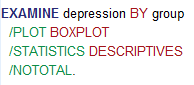 EXAMINE depression BY group
/PLOT BOXPLOT
/STATISTICS DESCRIPTIVES
/NOTOTAL.